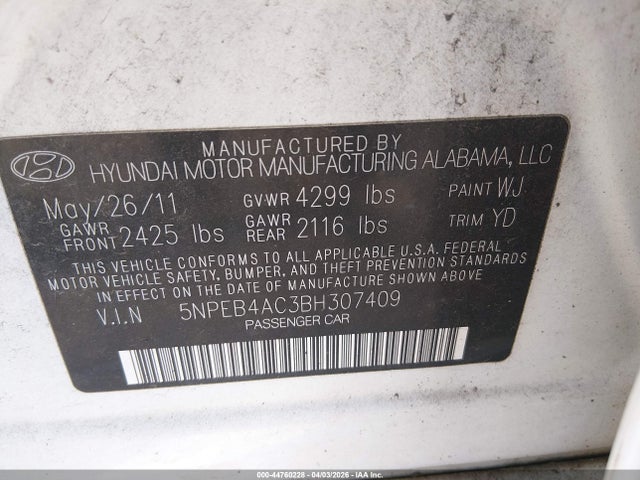 MANUFACTURED BY
HYUNDAI MOTOR MANUFACTURING ALABAMA, LLC
May/26/11 GVWR 4299 lbs PAINT WJ
GAWR FRONT 2425 lbs GAWR REAR 2116 lbs TRIM YD
THIS VEHICLE CONFORMS TO ALL APPLICABLE U.S.A. FEDERAL
MOTOR VEHICLE SAFETY, BUMPER, AND THEFT PREVENTION STANDARDS
IN EFFECT ON THE DATE OF MANUFACTURE SHOWN ABOVE
V.I.N 5NPEB4AC3BH307409
PASSENGER CAR
000-44760228 - 04/03/2026 - IAA, Inc.